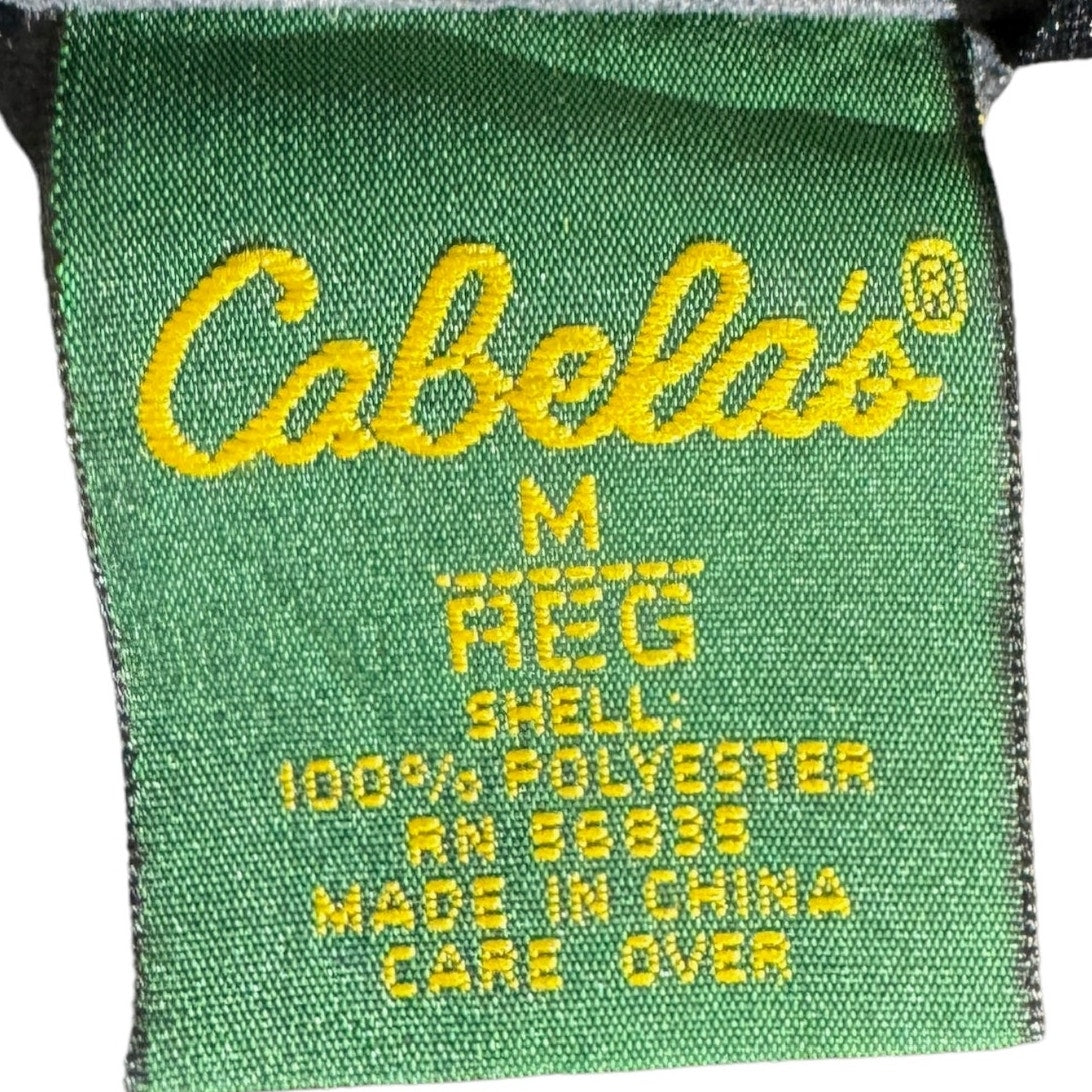 Cabela's®
M
REG
SHELL:
100% POLYESTER
RN 56835
MADE IN CHINA
CARE OVER